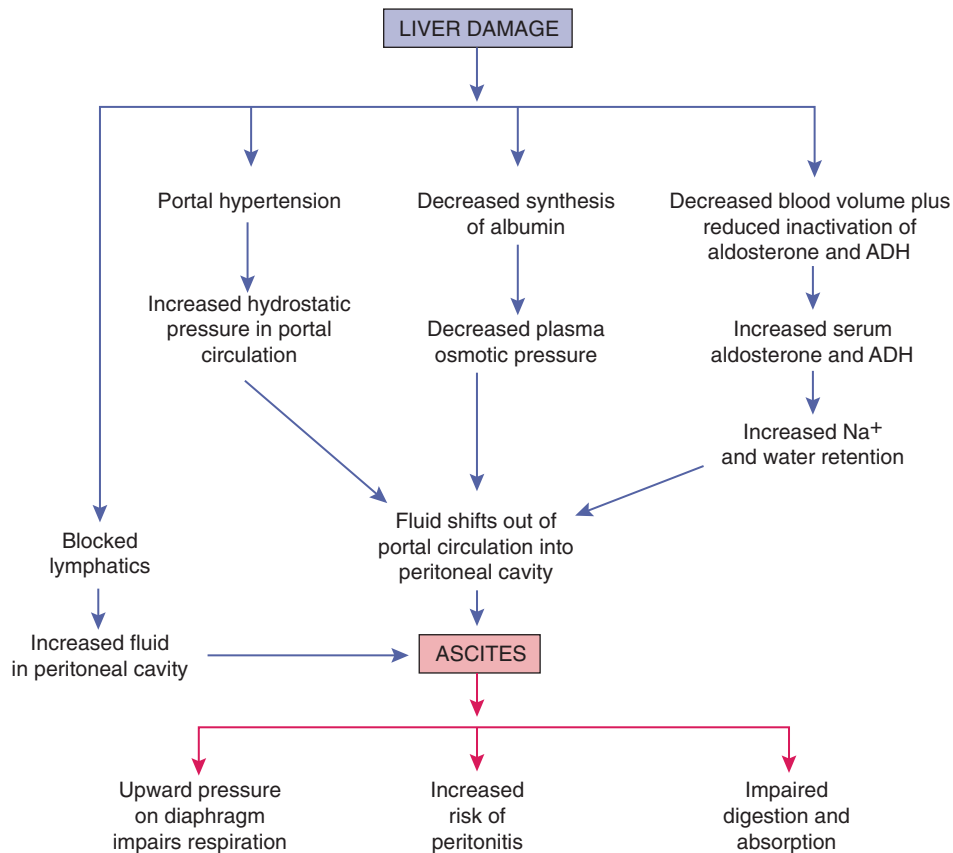 LIVER DAMAGE
Portal hypertension
Decreased synthesis
of albumin
Decreased blood volume plus
reduced inactivation of
aldosterone and ADH
Increased hydrostatic
pressure in portal
circulation
Decreased plasma
osmotic pressure
Increased serum
aldosterone and ADH
Increased Na+
and water retention
Blocked
lymphatics
Fluid shifts out of
portal circulation into
peritoneal cavity
Increased fluid
in peritoneal cavity
ASCITES
Upward pressure
on diaphragm
impairs respiration
Increased
risk of
peritonitis
Impaired
digestion and
absorption